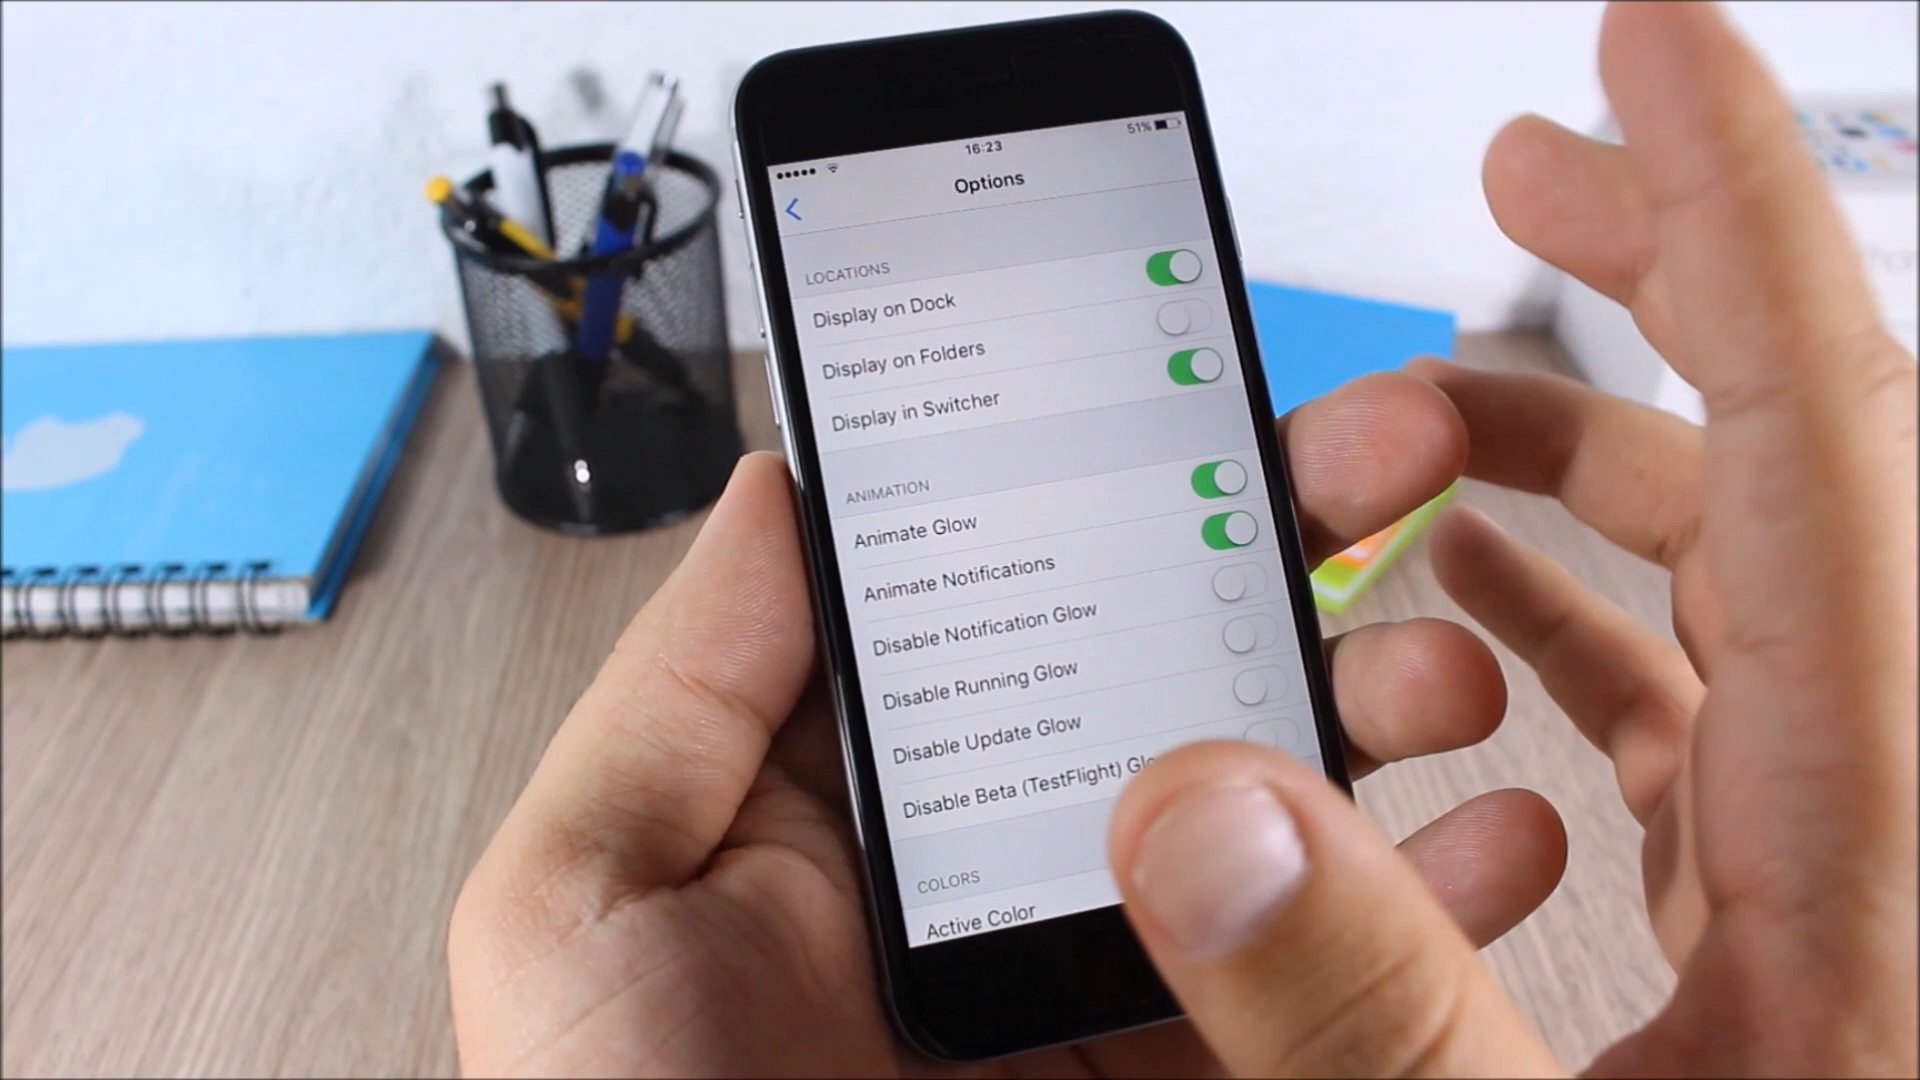 51%
16:23
Options
LOCATIONS
Display on Dock
Display on Folders
Display in Switcher
ANIMATION
Animate Glow
Animate Notifications
Disable Notification Glow
Disable Running Glow
Disable Update Glow
Disable Beta (TestFlight)
COLORS
Active Color